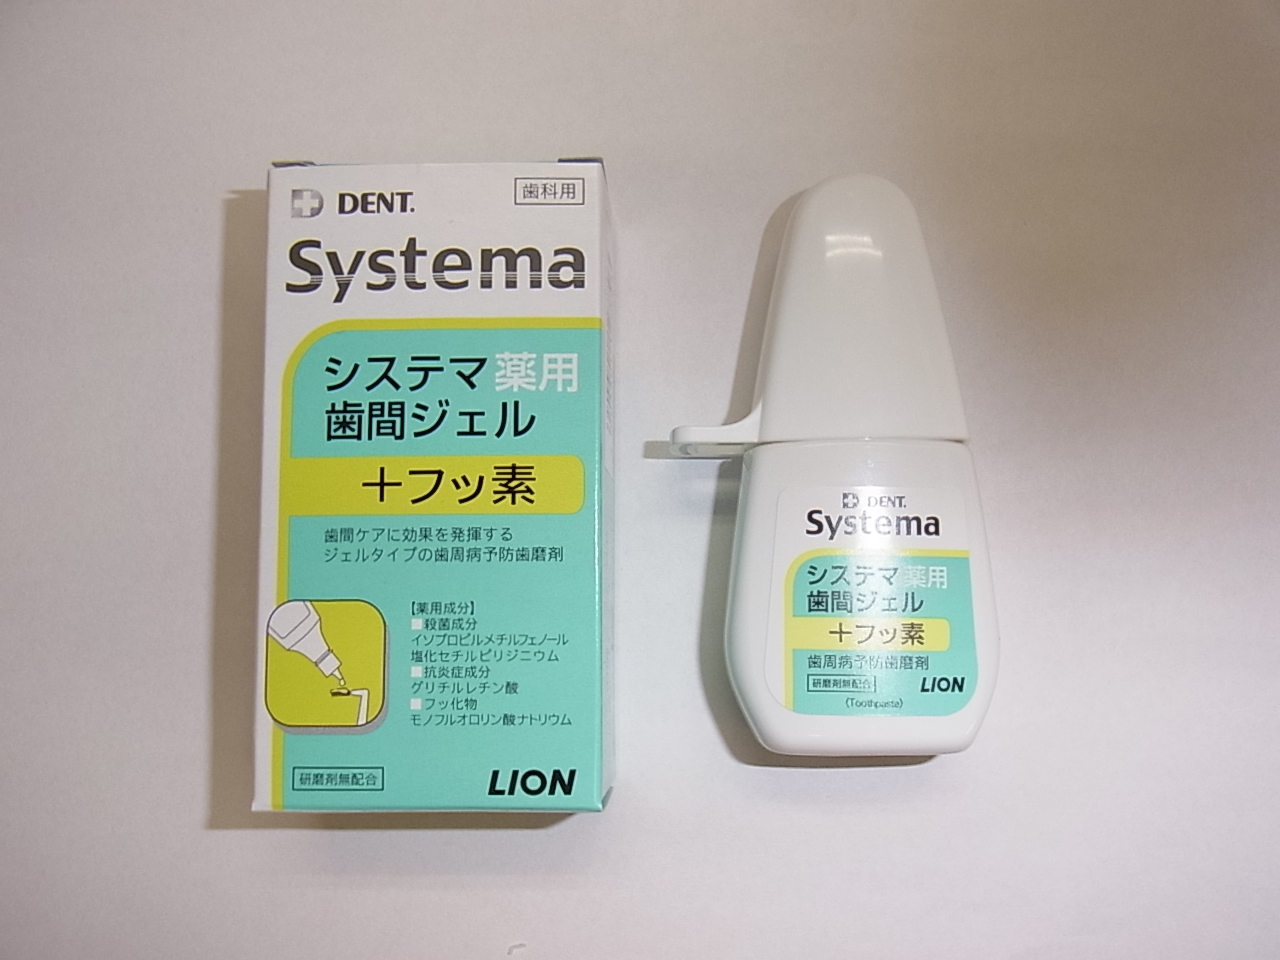 DENT.
歯科用
Systema
システマ薬用
歯間ジェル
＋フッ素
歯間ケアに効果を発揮する
ジェルタイプの歯周病予防歯磨剤
【薬用成分】
■殺菌成分
イソプロピルメチルフェノール
塩化セチルピリジニウム
■抗炎症成分
グリチルレチン酸
■フッ化物
モノフルオロリン酸ナトリウム
研磨剤無配合
LION
DENT.
Systema
システマ薬用
歯間ジェル
＋フッ素
歯周病予防歯磨剤
研磨剤無配合
LION
(Toothpaste)